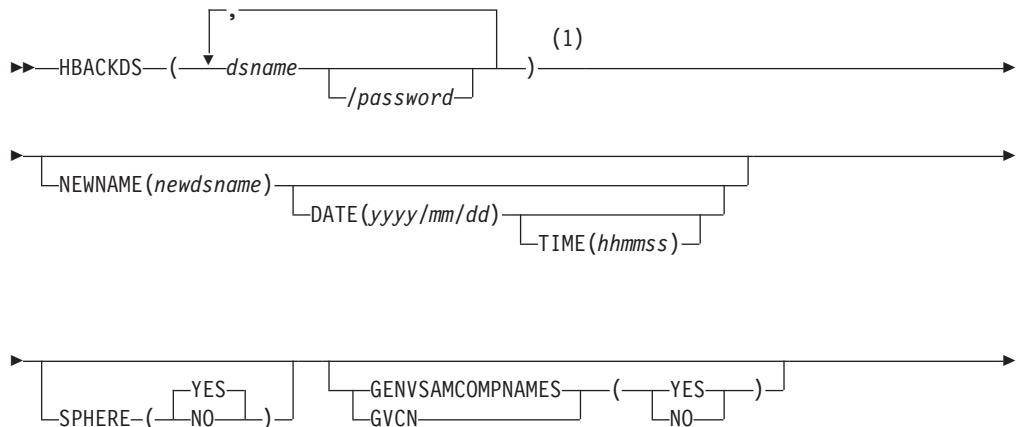 ,
(1)
HBACKDS ( dsname )
/password
NEWNAME(newdsname)
DATE(yyyy/mm/dd)
TIME(hhmmss)
YES
SPHERE ( NO )
GENVSAMCOMPNAMES ( YES )
GVCN NO